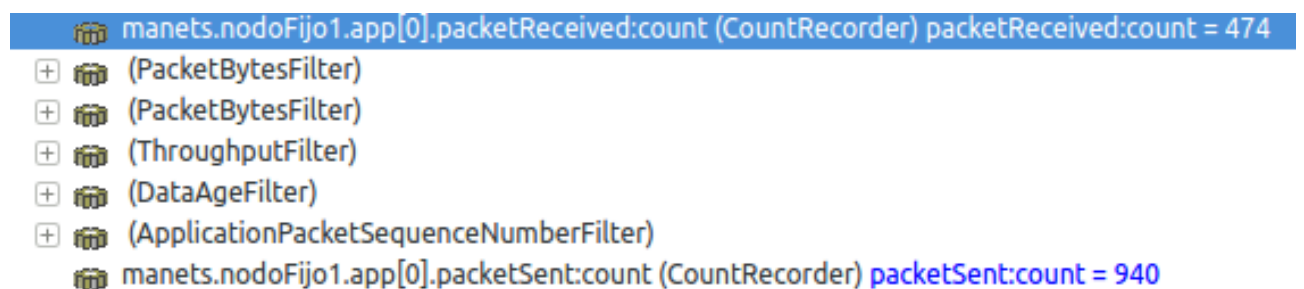 manets.nodoFijo1.app[0].packetReceived:count (CountRecorder) packetReceived:count = 474
(PacketBytesFilter)
(PacketBytesFilter)
(ThroughputFilter)
(DataAgeFilter)
(ApplicationPacketSequenceNumberFilter)
manets.nodoFijo1.app[0].packetSent:count (CountRecorder) packetSent:count = 940